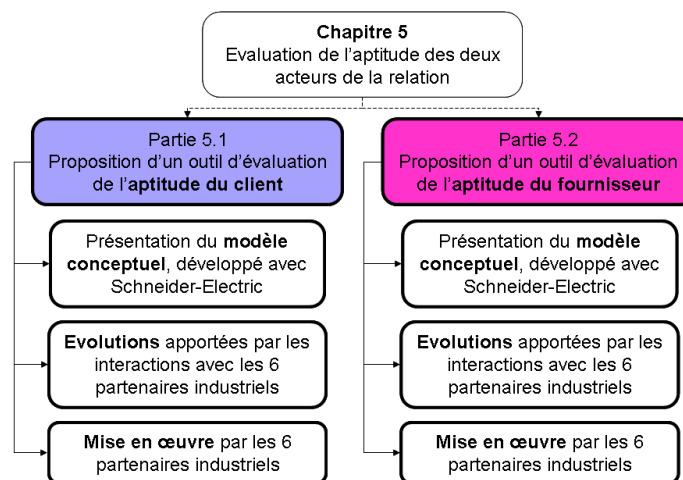 Chapitre 5
Evaluation de l'aptitude des deux
acteurs de la relation
Partie 5.1
Proposition d'un outil d'évaluation
de l'aptitude du client
Présentation du modèle
conceptuel, développé avec
Schneider-Electric
Evolutions apportées par les
interactions avec les 6
partenaires industriels
Mise en œuvre par les 6
partenaires industriels
Partie 5.2
Proposition d'un outil d'évaluation
de l'aptitude du fournisseur
Présentation du modèle
conceptuel, développé avec
Schneider-Electric
Evolutions apportées par les
interactions avec les 6
partenaires industriels
Mise en œuvre par les 6
partenaires industriels